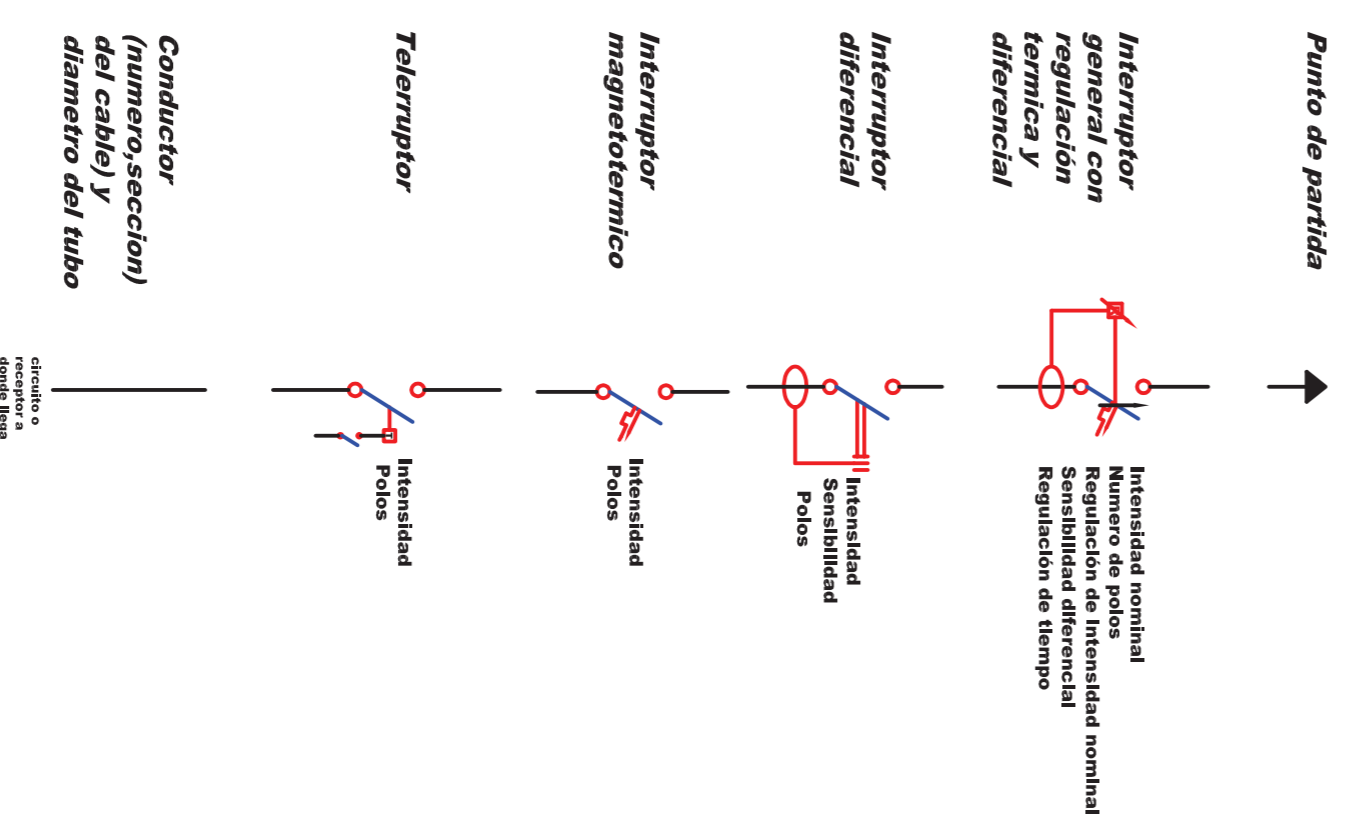 Punto de partida
Interruptor
general con
regulación
termica y
diferencial
Intensidad nominal
Numero de polos
Regulación de Intensidad nominal
Sensibilidad diferencial
Regulación de tiempo
Interruptor
diferencial
Intensidad
Sensibilidad
Polos
Interruptor
magnetotermico
Intensidad
Polos
Telerruptor
T
Intensidad
Polos
Conductor
(numero,seccion)
del cable) y
diametro del tubo
circuito o
receptor a
donde llega